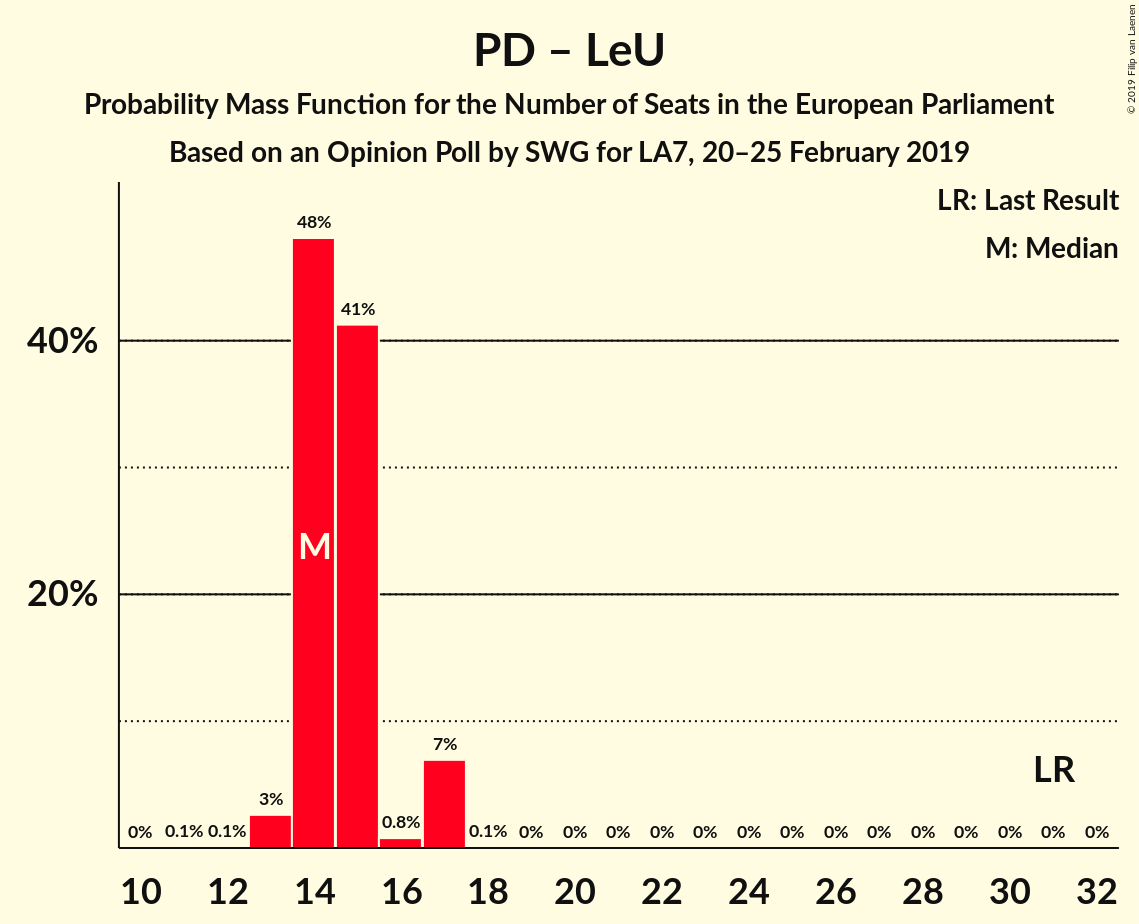 PD – LeU
Probability Mass Function for the Number of Seats in the European Parliament
Based on an Opinion Poll by SWG for LA7, 20–25 February 2019
© 2019 Filip van Laenen
LR: Last Result
M: Median
48%
41%
40%
M
20%
7%
LR
3%
0% 0.1% 0.1% 0.8% 0.1% 0% 0% 0% 0% 0% 0% 0% 0% 0% 0% 0% 0% 0% 0%
10 12 14 16 18 20 22 24 26 28 30 32